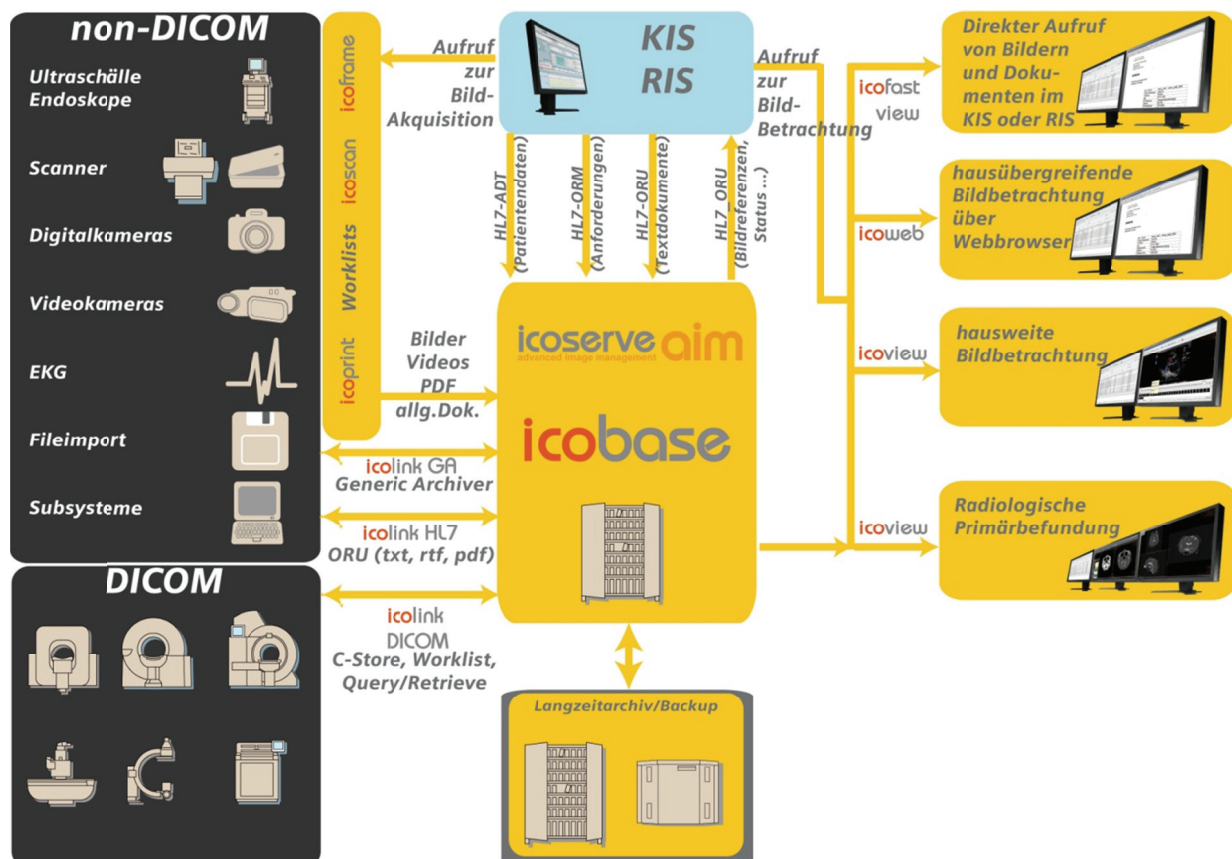 non-DICOM
Ultraschälle
Endoskope
Scanner
Digitalkameras
Videokameras
EKG
Fileimport
Subsysteme
DICOM
icoframe
icoscan
Worklists
icoprint
Aufruf
zur
Bild-
Akquisition
KIS
RIS
Aufruf
zur
Bild-
Betrachtung
HL7-ADT
(Patientendaten)
HL7-ORM
(Anforderungen)
HL7-ORU
(Textdokumente)
HL7_ORU
(Bildreferenzen,
Status ...)
Bilder
Videos
PDF
allg.Dok.
icolink GA
Generic Archiver
icolink HL7
ORU (txt, rtf, pdf)
icolink
DICOM
C-Store, Worklist,
Query/Retrieve
icoserve aim
advanced image management
icobase
Langzeitarchiv/Backup
icofast
view
Direkter Aufruf
von Bildern
und Doku-
menten im
KIS oder RIS
icoweb
hausübergreifende
Bildbetrachtung
über
Webbrowser
icoview
hausweite
Bildbetrachtung
icoview
Radiologische
Primärbefundung